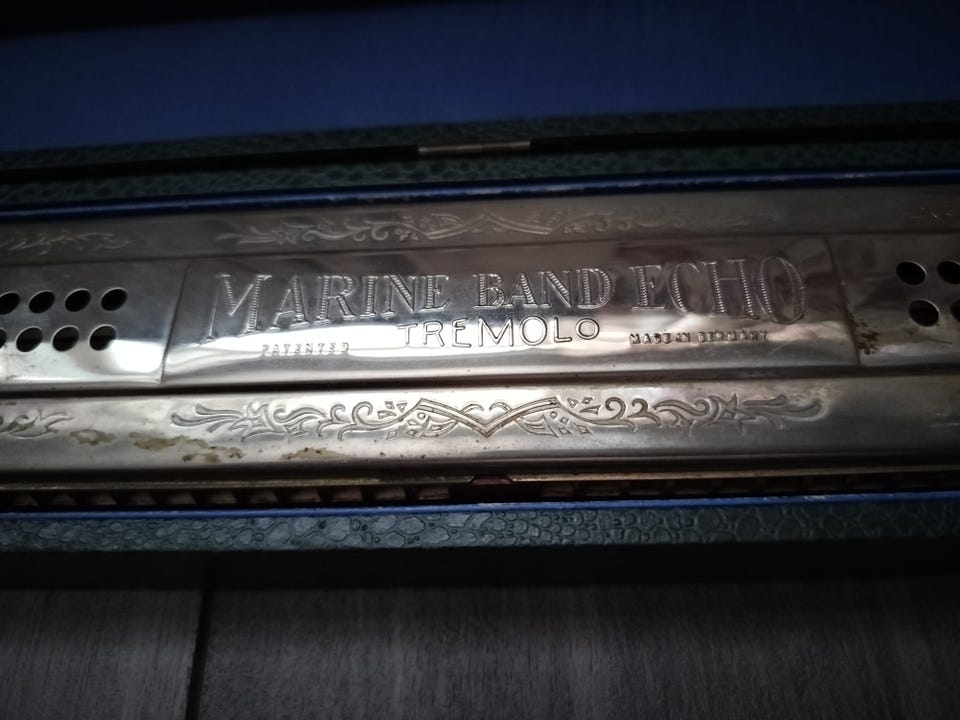 MARINE BAND ECHO
TREMOLO
PATENTED MADE IN GERMANY